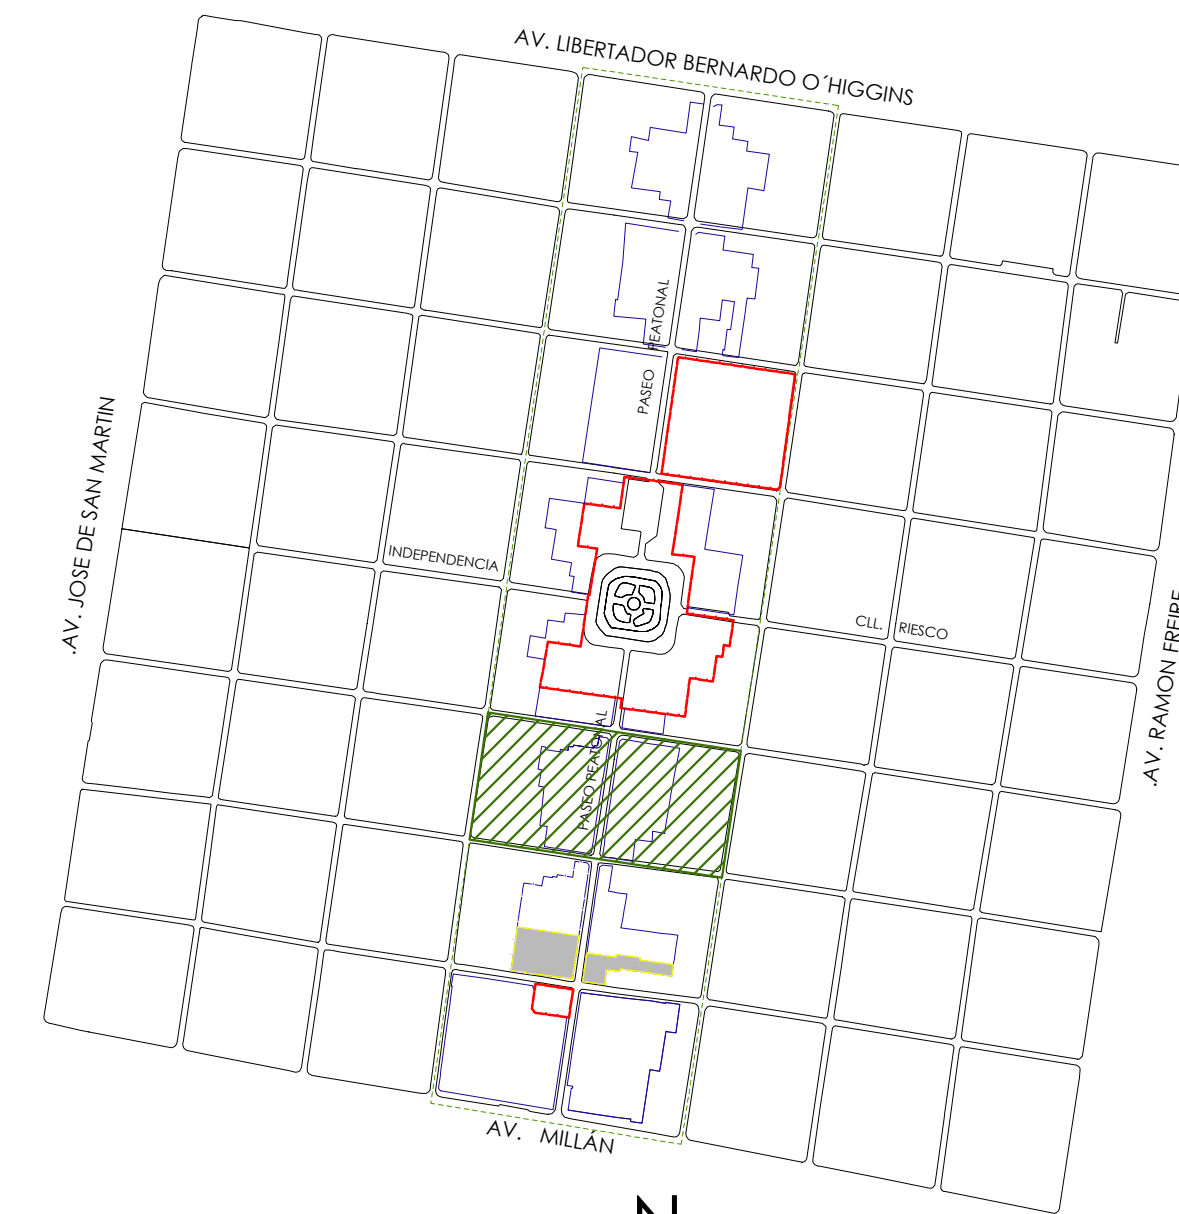 AV. LIBERTADOR BERNARDO O´HIGGINS
PASEO PEATONAL
.AV. JOSE DE SAN MARTIN
INDEPENDENCIA
CLL. RIESCO
.AV. RAMON FREIRE
PASEO PEATONAL
AV. MILLÁN
N